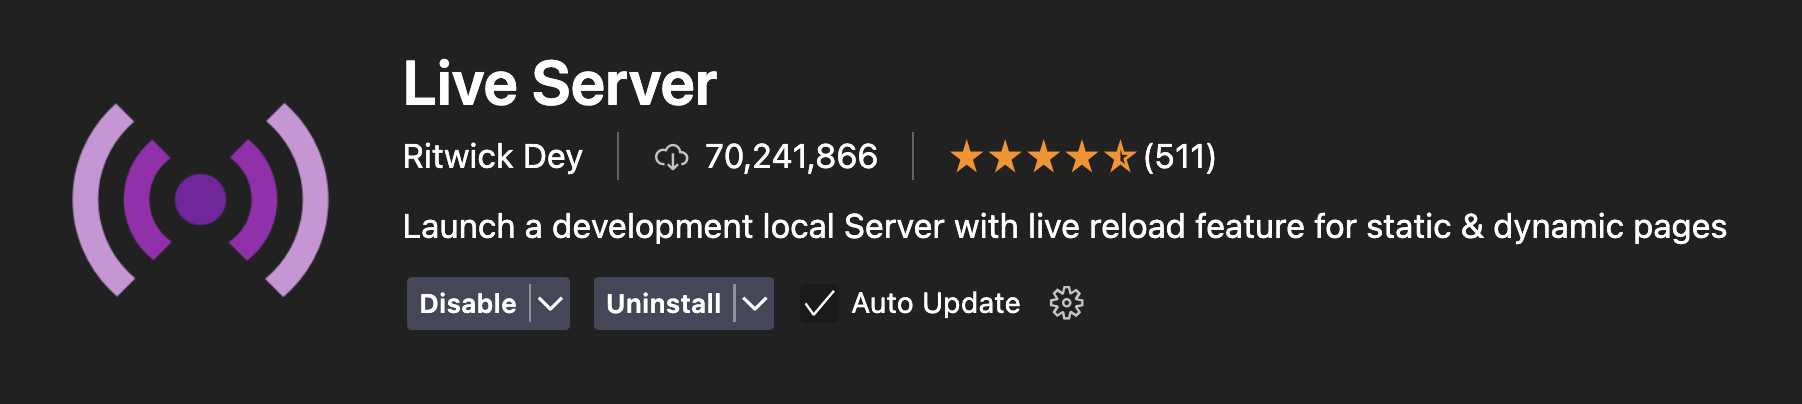 Live Server
Ritwick Dey 70,241,866 (511)
Launch a development local Server with live reload feature for static & dynamic pages
Disable Uninstall Auto Update